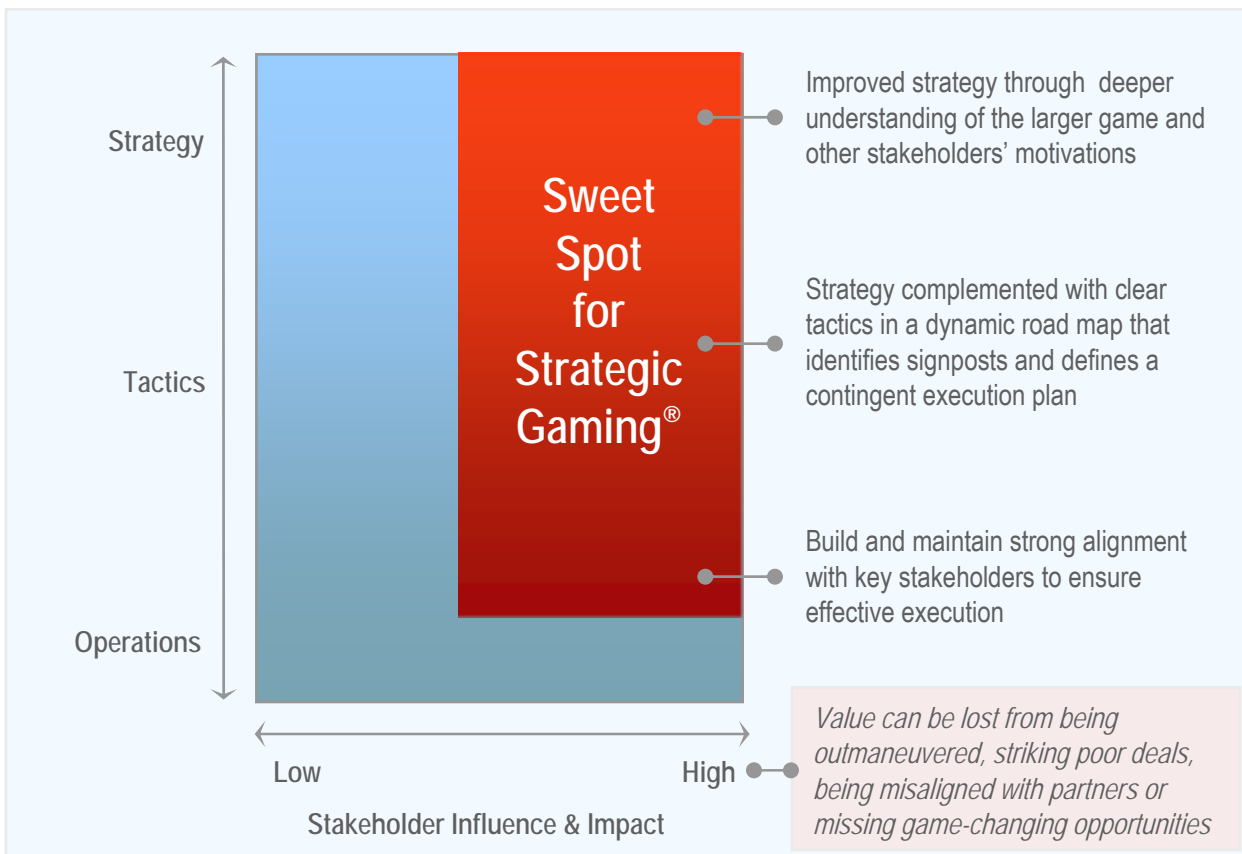 Strategy
Tactics
Operations
Sweet
Spot
for
Strategic
Gaming®
Improved strategy through deeper
understanding of the larger game and
other stakeholders’ motivations
Strategy complemented with clear
tactics in a dynamic road map that
identifies signposts and defines a
contingent execution plan
Build and maintain strong alignment
with key stakeholders to ensure
effective execution
Low
High
Stakeholder Influence & Impact
Value can be lost from being
outmaneuvered, striking poor deals,
being misaligned with partners or
missing game-changing opportunities